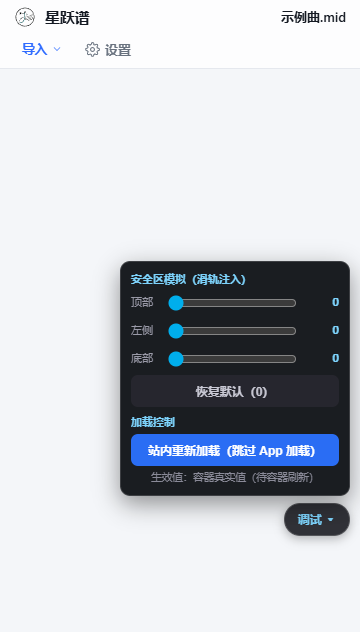 星跃谱
示例曲.mid
导入
设置
安全区模拟（滑轨注入）
顶部 0
左侧 0
底部 0
恢复默认（0）
加载控制
站内重新加载（跳过 App 加载）
生效值：容器真实值（待容器刷新）
调试